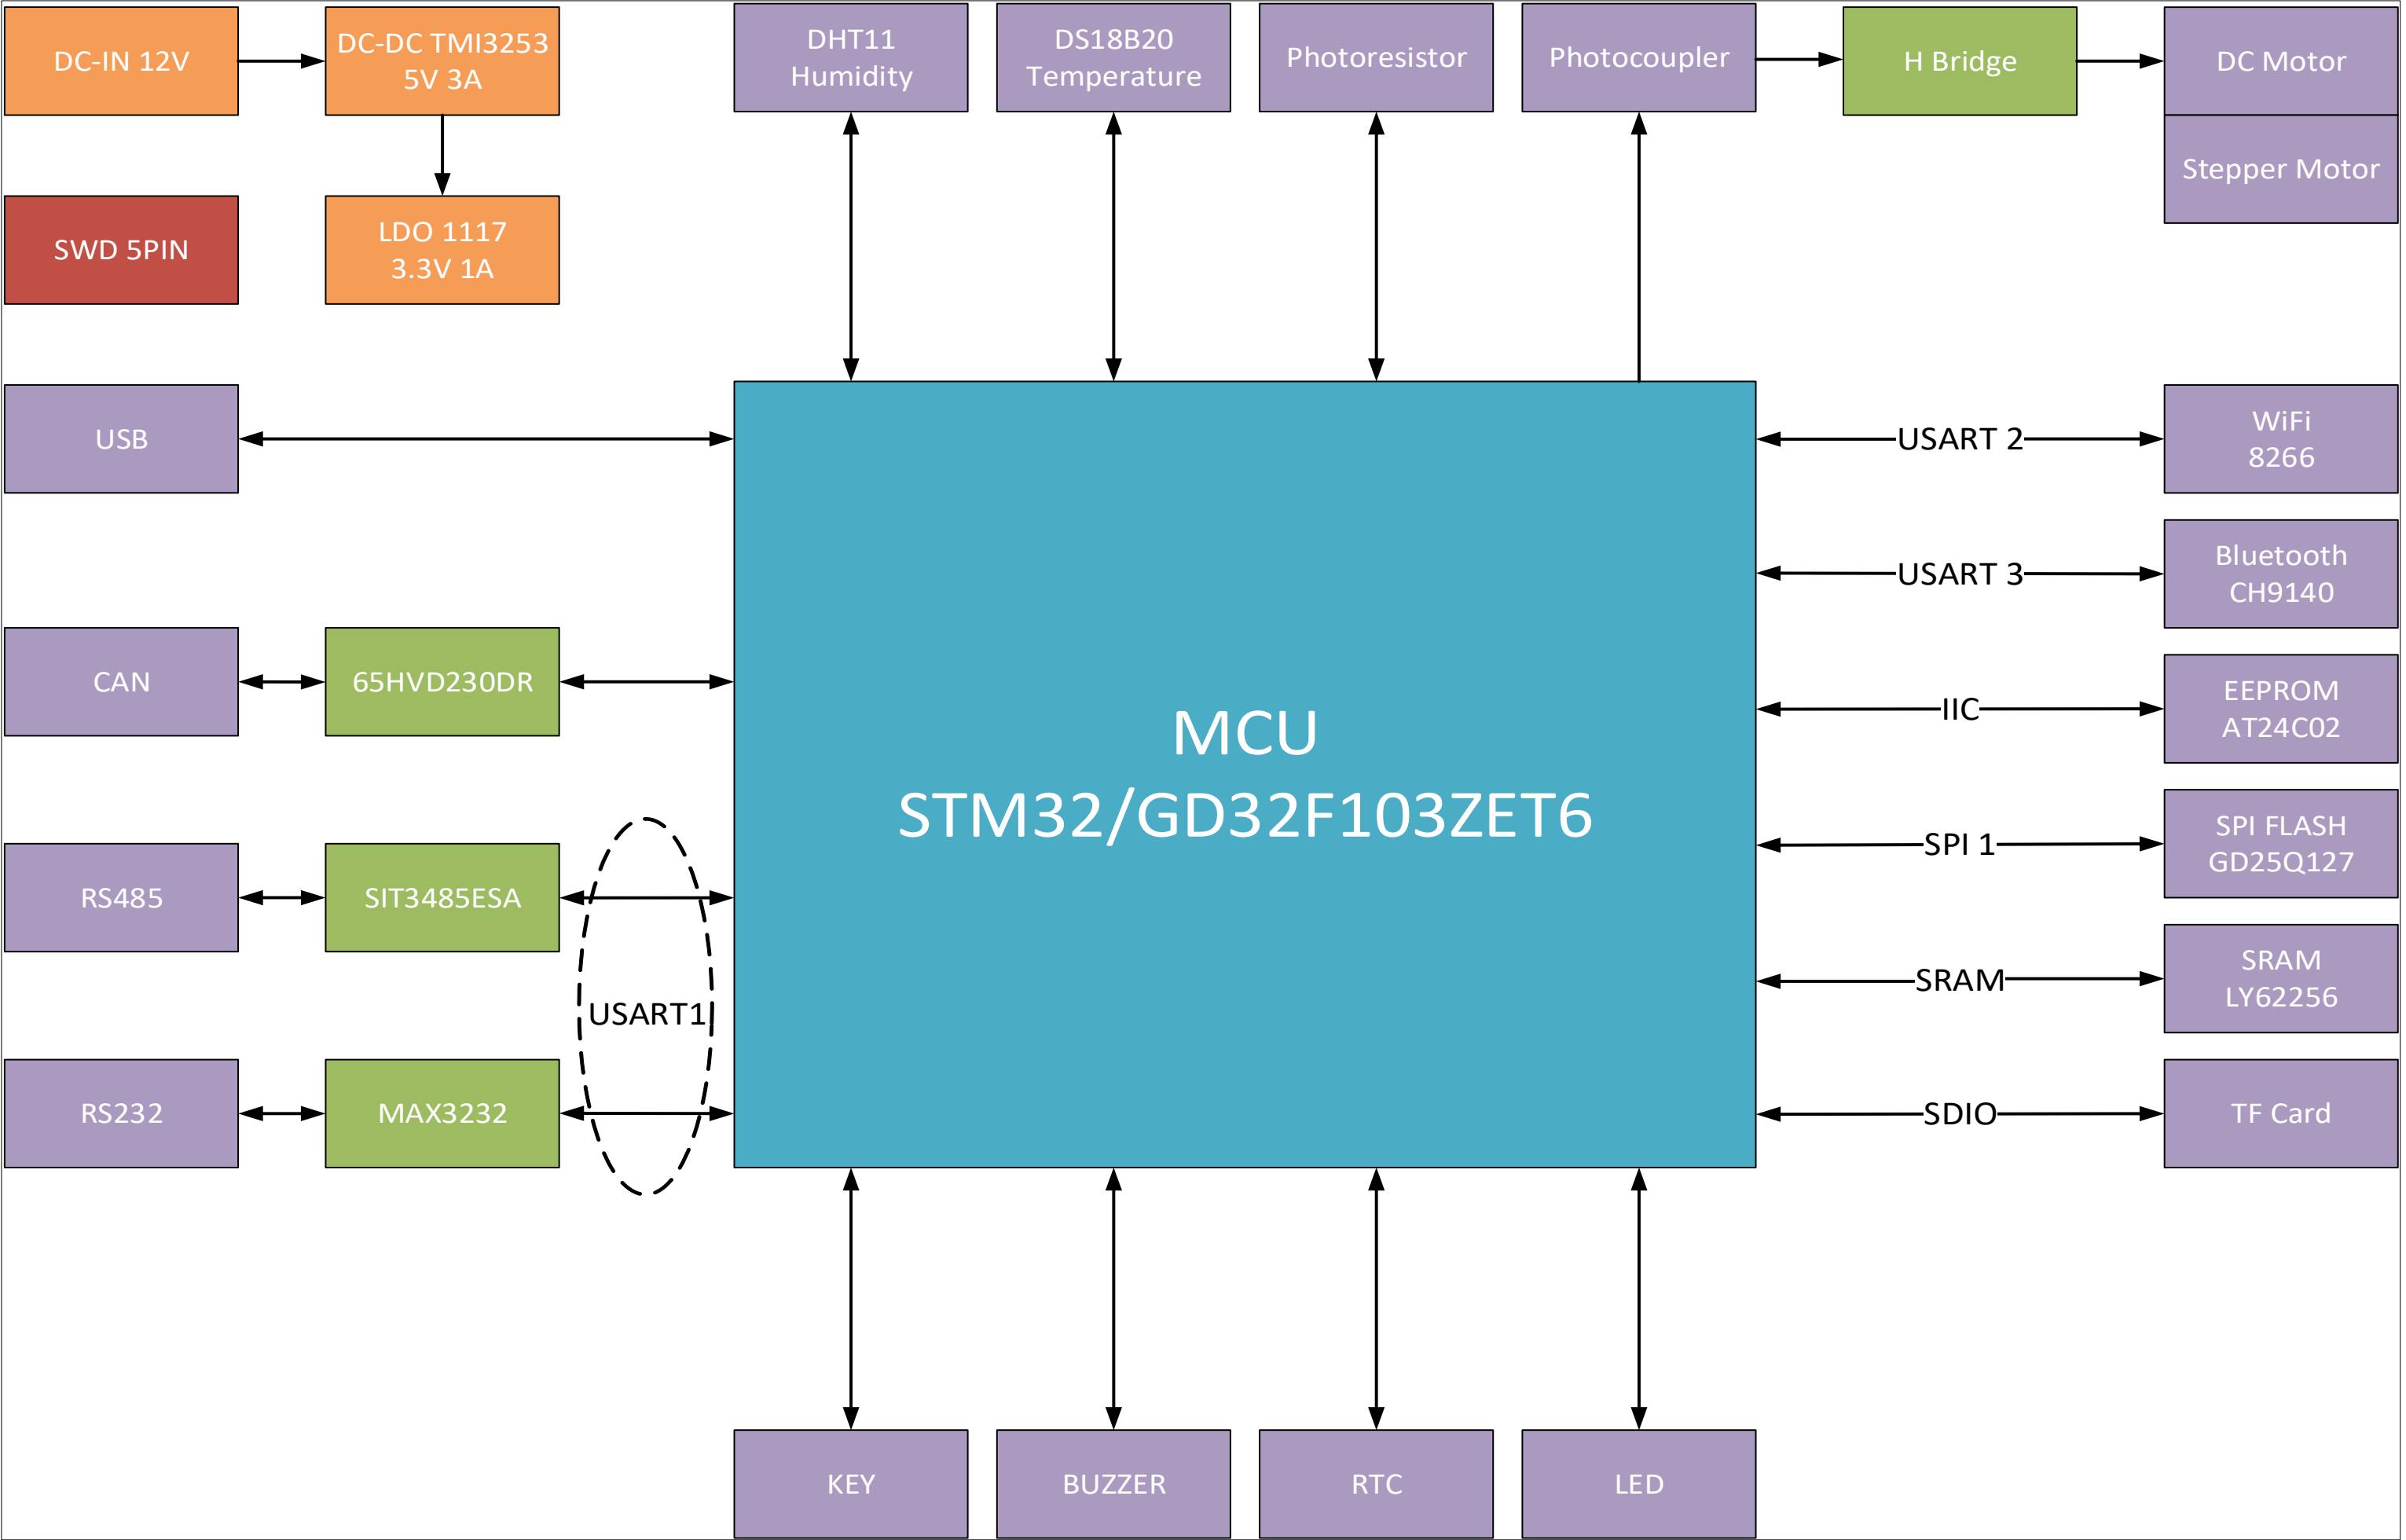 DC-IN 12V
DC-DC TMI3253
5V 3A
DHT11
Humidity
DS18B20
Temperature
Photoresistor
Photocoupler
H Bridge
DC Motor
Stepper Motor
SWD 5PIN
LDO 1117
3.3V 1A
USB
USART 2
WiFi
8266
USART 3
Bluetooth
CH9140
CAN
65HVD230DR
MCU
STM32/GD32F103ZET6
IIC
EEPROM
AT24C02
SPI 1
SPI FLASH
GD25Q127
RS485
SIT3485ESA
USART1
SRAM
SRAM
LY62256
RS232
MAX3232
SDIO
TF Card
KEY
BUZZER
RTC
LED